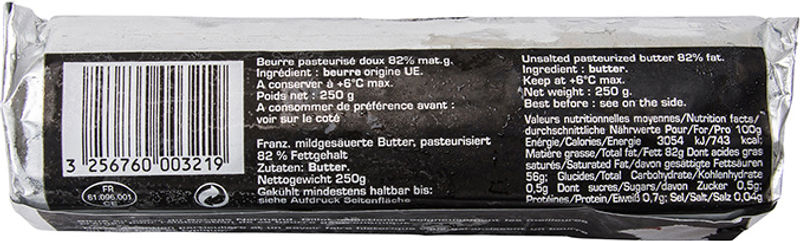 Beurre pasteurisé doux 82% mat.g.
Ingrédient : beurre origine UE.
A conserver à +6°C max.
Poids net : 250 g
A consommer de préférence avant :
voir sur le coté
Franz. mildgesäuerte Butter, pasteurisiert
82 % Fettgehalt
Zutaten: Butter.
Nettogewicht 250g
Gekühlt mindestens haltbar bis:
siehe Aufdruck Seitenfläche
Unsalted pasteurized butter 82% fat.
Ingredient : butter.
Keep at +6°C max.
Net weight : 250 g
Best before : see on the side.
Valeurs nutritionnelles moyennes/Nutrition facts/
durchschnittliche Nährwerte Pour/For/Pro 100g
Enérgie/Calories/Energie 3054 kJ/743 kcal:
Matière grasse/Total fat/Fett 82g Dont acides gras
saturés/Saturated Fat/davon gesättigte Fettsäuren
56g; Glucides/Total Carbohydrate/Kohlenhydrate
0,5g Dont sucres/Sugars/davon Zucker 0,5g;
Protéines/Protein/Eiweiß 0,7g; Sel/Salt/Salz 0,04g
3 256760 003219
FR
61.096.001
CE